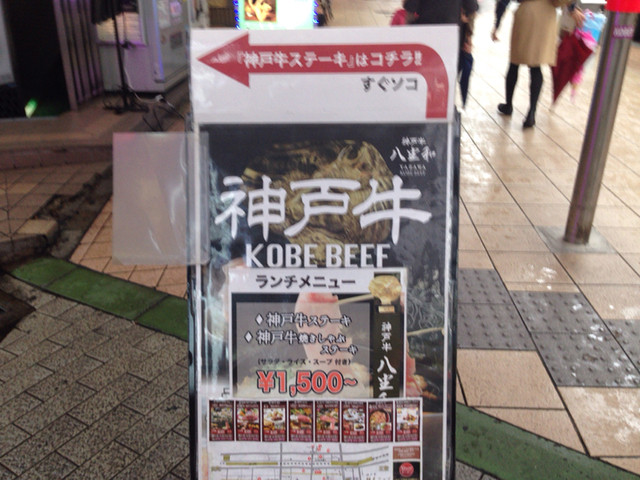 『神戸牛ステーキ』はコチラ!!
すぐソコ
神戸牛
八坐和
神戸牛
KOBE BEEF
ランチメニュー
♦ 神戸牛ステーキ
♦ 神戸牛焼きしゃぶ
ステーキ
(サラダ・ライス・スープ 付き)
¥1,500~
神戸牛